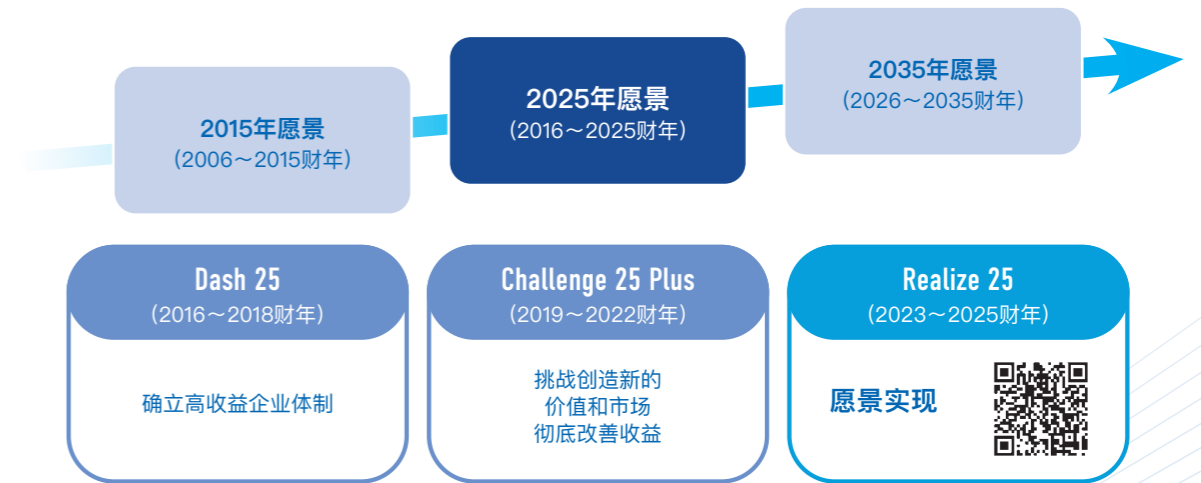 2015年愿景
(2006～2015财年)
2025年愿景
(2016～2025财年)
2035年愿景
(2026～2035财年)
Dash 25
(2016～2018财年)
确立高收益企业体制
Challenge 25 Plus
(2019～2022财年)
挑战创造新的
价值和市场
彻底改善收益
Realize 25
(2023～2025财年)
愿景实现